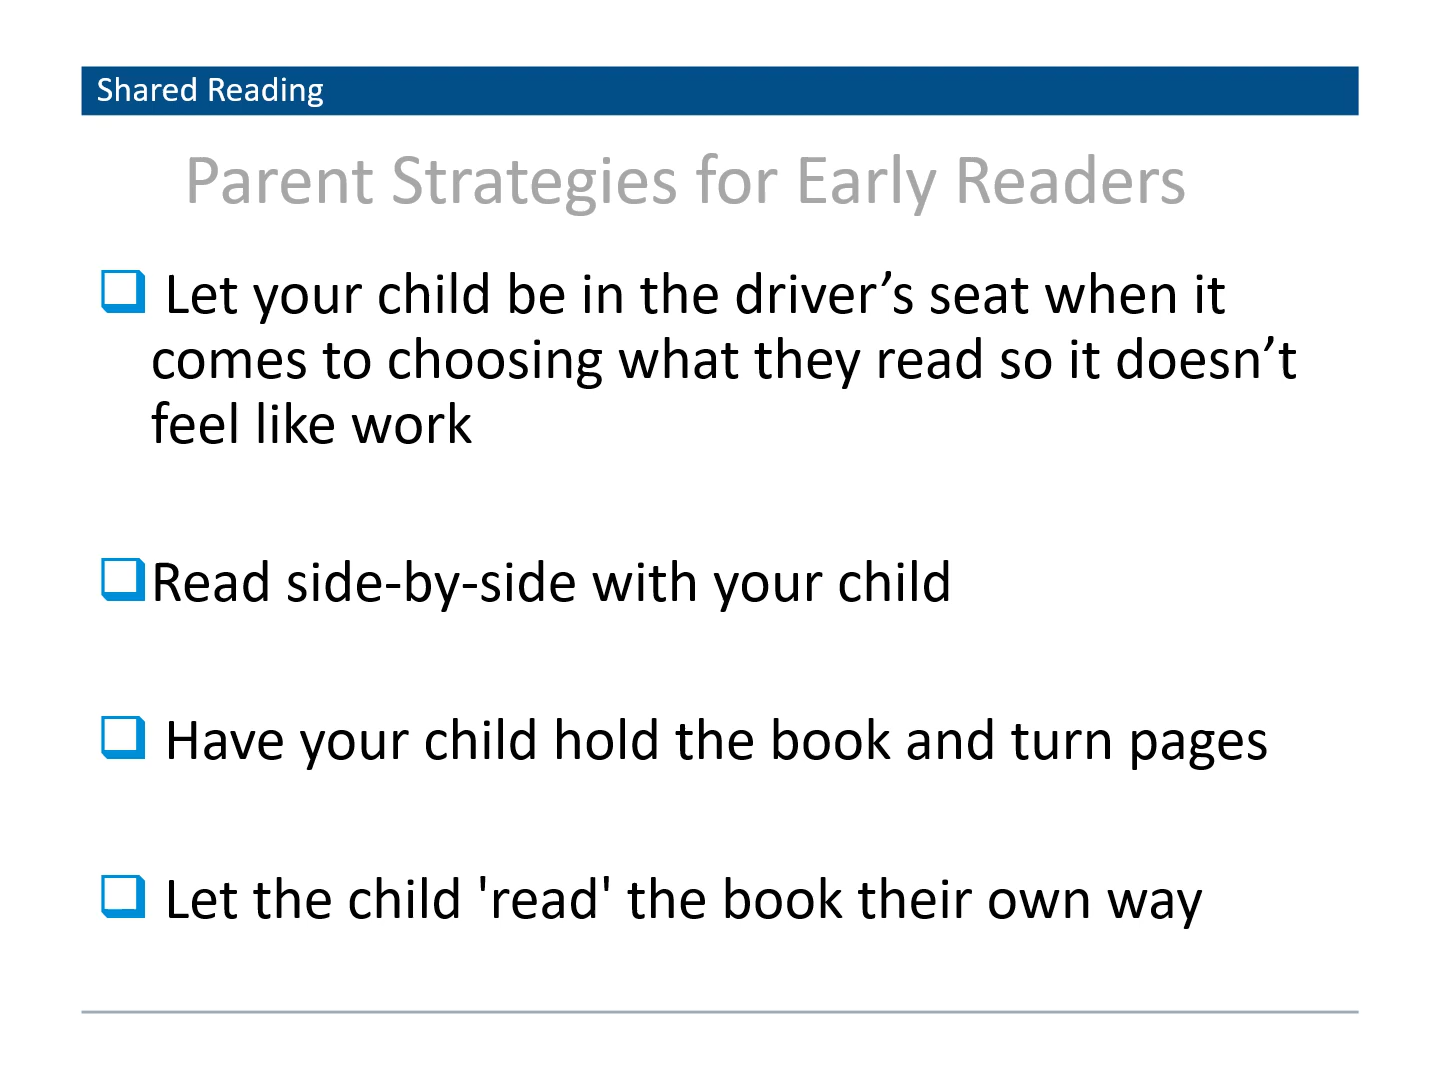 Shared Reading
Parent Strategies for Early Readers
❑ Let your child be in the driver’s seat when it
comes to choosing what they read so it doesn’t
feel like work
❑Read side-by-side with your child
❑ Have your child hold the book and turn pages
❑ Let the child 'read' the book their own way